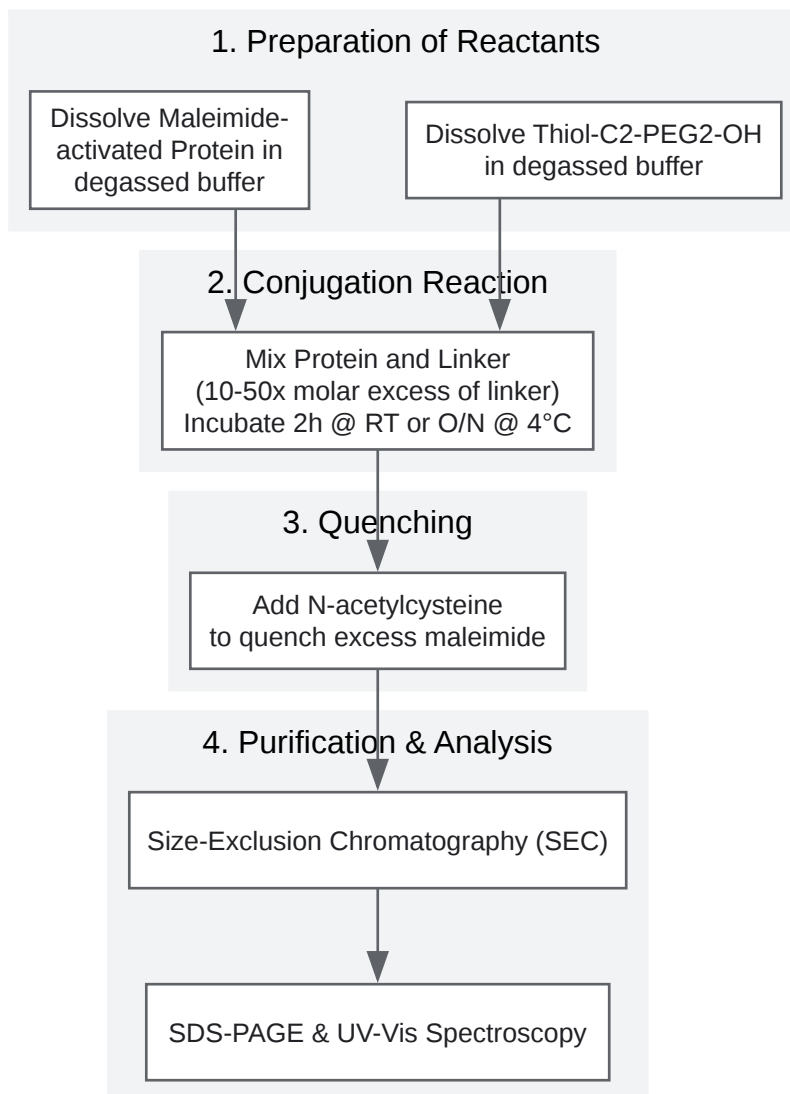 1. Preparation of Reactants
Dissolve Maleimide-
activated Protein in
degassed buffer
Dissolve Thiol-C2-PEG2-OH
in degassed buffer
2. Conjugation Reaction
Mix Protein and Linker
(10-50x molar excess of linker)
Incubate 2h @ RT or O/N @ 4°C
3. Quenching
Add N-acetylcysteine
to quench excess maleimide
4. Purification & Analysis
Size-Exclusion Chromatography (SEC)
SDS-PAGE & UV-Vis Spectroscopy